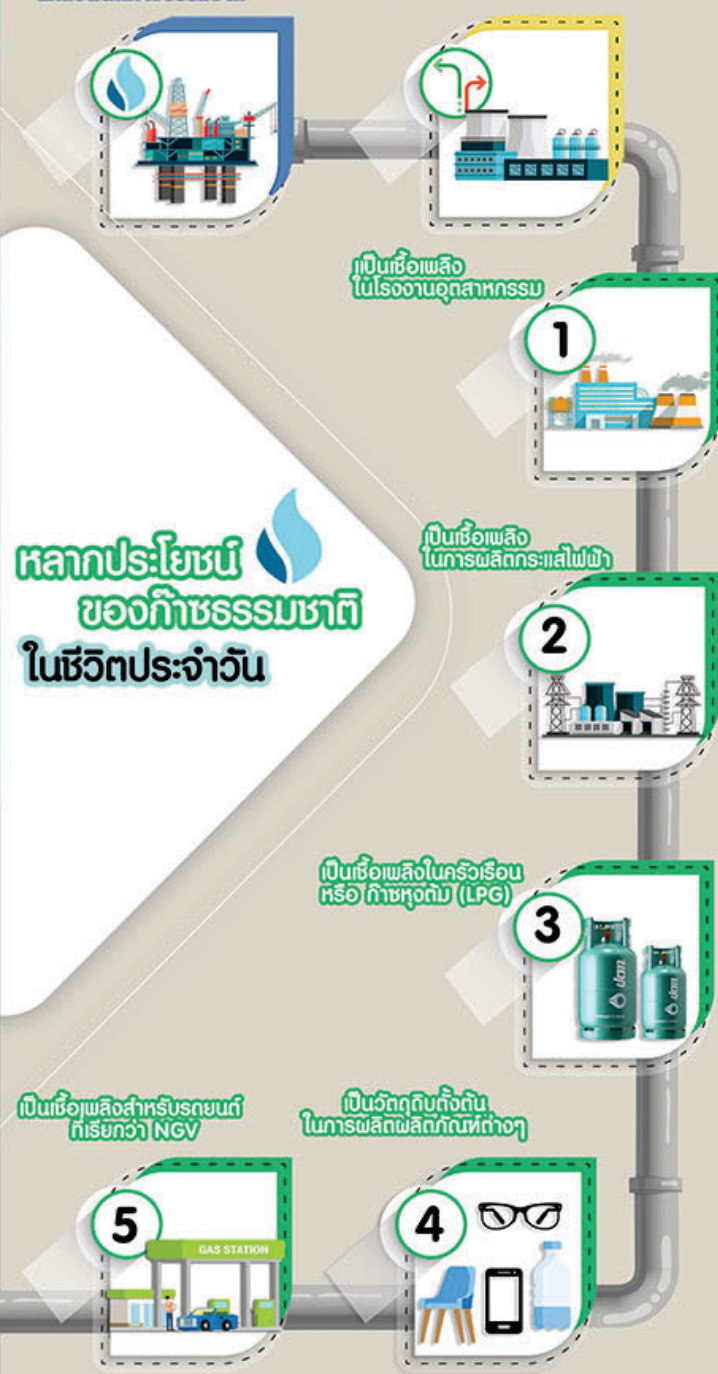 เป็นเชื้อเพลิง
ในโรงงานอุตสาหกรรม
1
หลากประโยชน์
ของก๊าซธรรมชาติ
ในชีวิตประจำวัน
เป็นเชื้อเพลิง
ในการผลิตกระแสไฟฟ้า
2
เป็นเชื้อเพลิงในครัวเรือน
หรือ ก๊าซหุงต้ม (LPG)
3
ปตท.
ปตท.
เป็นวัตถุดิบตั้งต้น
ในการผลิตผลิตภัณฑ์ต่างๆ
4
เป็นเชื้อเพลิงสำหรับรถยนต์
ที่เรียกว่า NGV
5
GAS STATION